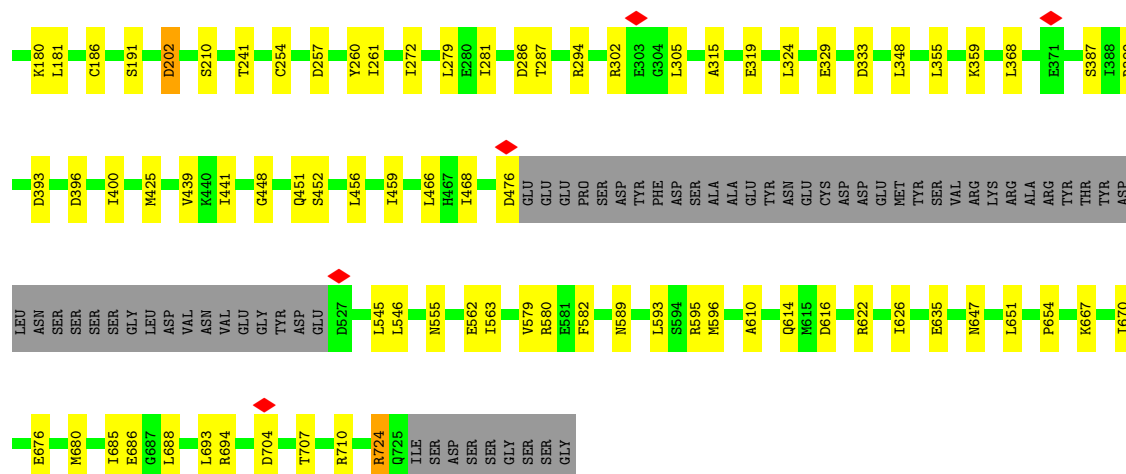 K180 L181 C186 S191 D202 S210 T241 C254 D257 Y260 I261 I272 L279 E280 I281 D286 T287 R294 R302 E303 G304 L305 A315 E319 L324 E329 D333 L348 L355 K359 L368 E371 S387 I388
D393 D396 I400 M425 V439 K440 I441 G448 Q451 S452 L456 I459 L466 H467 I468 D476 GLU GLU GLU PRO SER ASP TYR PHE ASP SER ALA ALA GLU TYR ASN GLU CYS ASP ASP GLU MET TYR SER VAL ARG LYS ARG ALA ARG TYR THR TYR ASP
LEU ASN SER SER SER SER GLY LEU ASP VAL ASN VAL GLU GLY TYR ASP GLU D527 L545 L546 N555 E562 I563 V579 R580 E581 F582 N589 L593 S594 R595 M596 A610 Q614 M615 D616 R622 I626 E635 N647 L651 P654 K667 I670
E676 M680 I685 E686 G687 L688 L693 R694 D704 T707 R710 R724 Q725 ILE SER ASP SER SER GLY SER SER GLY